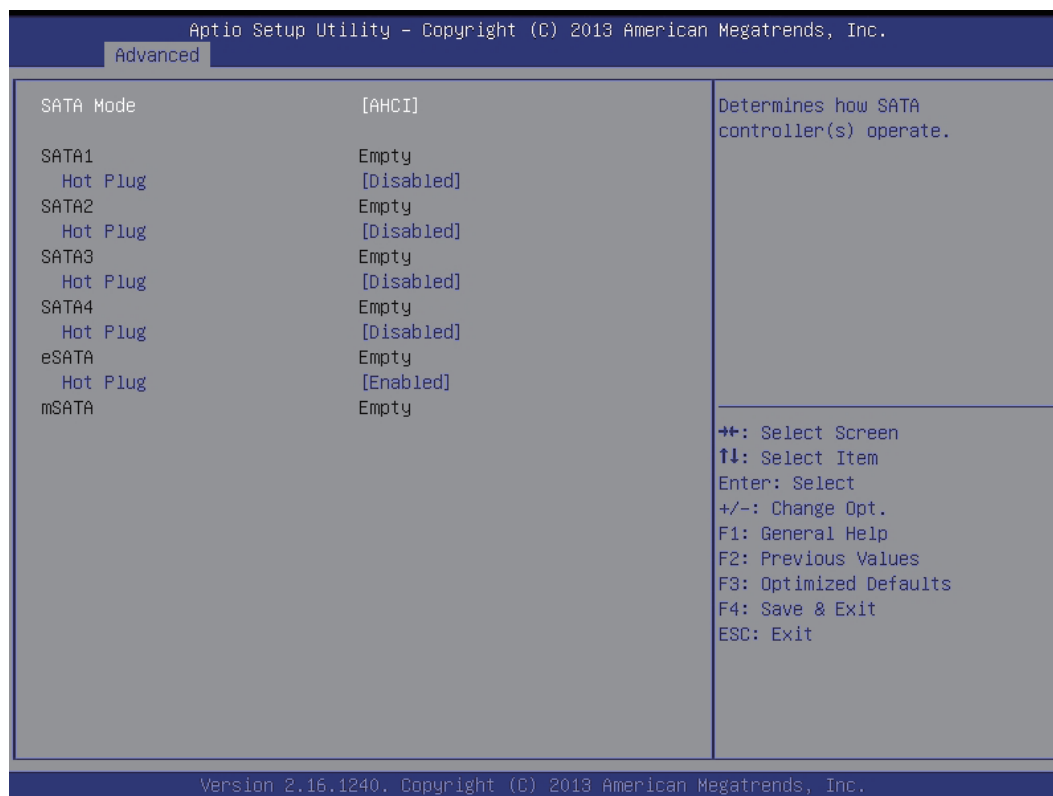 Aptio Setup Utility – Copyright (C) 2013 American Megatrends, Inc.
Advanced
SATA Mode [AHCI]
SATA1 Empty
Hot Plug [Disabled]
SATA2 Empty
Hot Plug [Disabled]
SATA3 Empty
Hot Plug [Disabled]
SATA4 Empty
Hot Plug [Disabled]
eSATA Empty
Hot Plug [Enabled]
mSATA Empty
Determines how SATA
controller(s) operate.
→←: Select Screen
↑↓: Select Item
Enter: Select
+/-: Change Opt.
F1: General Help
F2: Previous Values
F3: Optimized Defaults
F4: Save & Exit
ESC: Exit
Version 2.16.1240. Copyright (C) 2013 American Megatrends, Inc.